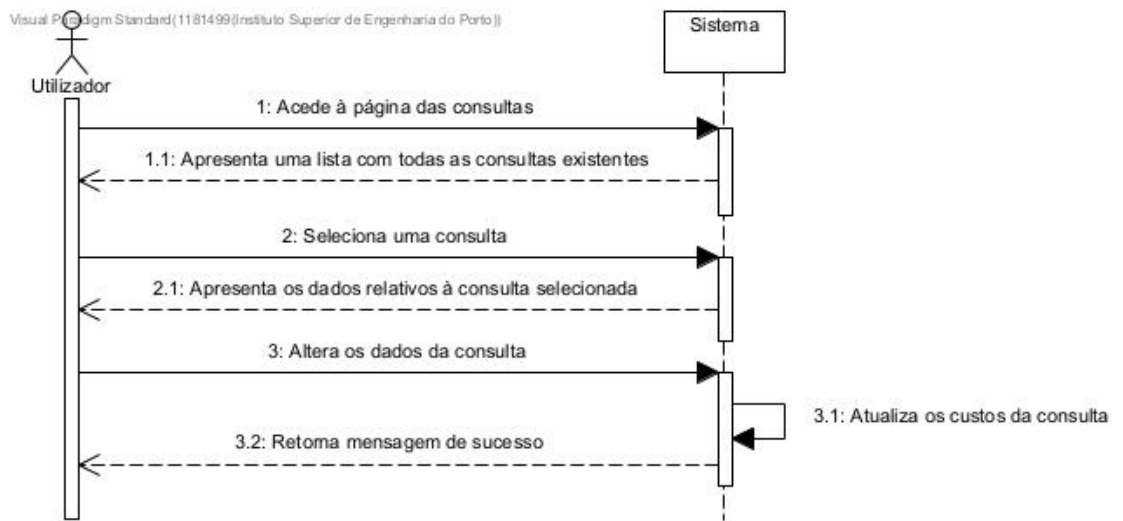 Visual Paradigm Standard(1181499(Instituto Superior de Engenharia do Porto))
Sistema
Utilizador
1: Acede à página das consultas
1.1: Apresenta uma lista com todas as consultas existentes
2: Seleciona uma consulta
2.1: Apresenta os dados relativos à consulta selecionada
3: Altera os dados da consulta
3.1: Atualiza os custos da consulta
3.2: Retorna mensagem de sucesso